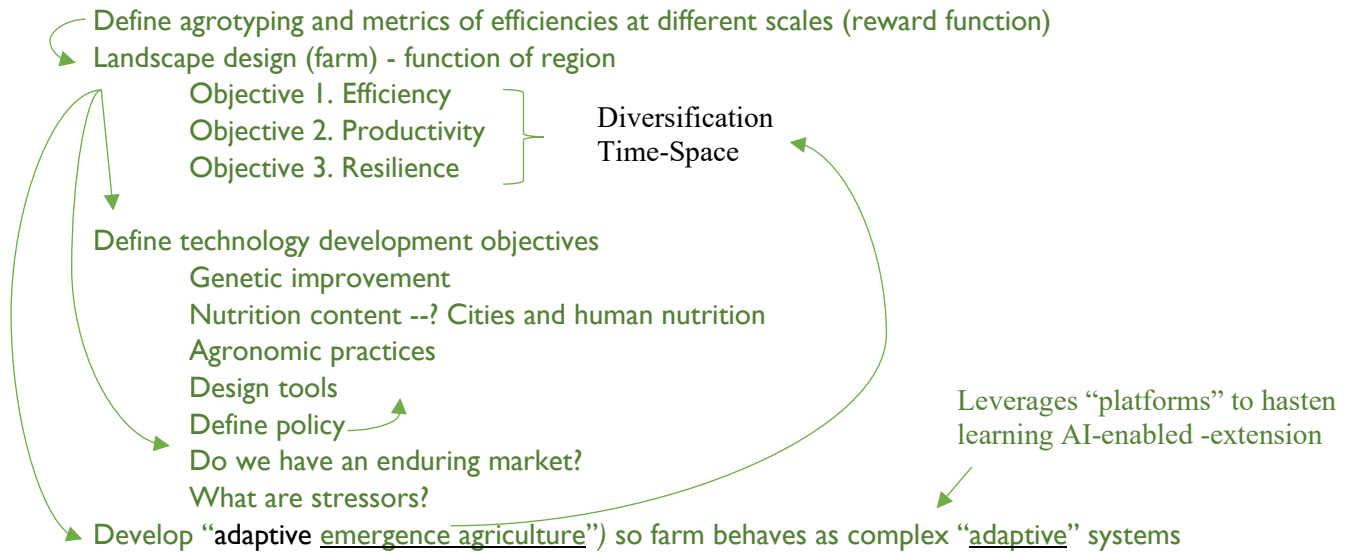 Define agrotyping and metrics of efficiencies at different scales (reward function)
Landscape design (farm) - function of region
Objective 1. Efficiency
Objective 2. Productivity
Objective 3. Resilience
Diversification
Time-Space
Define technology development objectives
Genetic improvement
Nutrition content --? Cities and human nutrition
Agronomic practices
Design tools
Define policy
Do we have an enduring market?
What are stressors?
Leverages “platforms” to hasten
learning AI-enabled -extension
Develop “adaptive emergence agriculture”) so farm behaves as complex “adaptive” systems